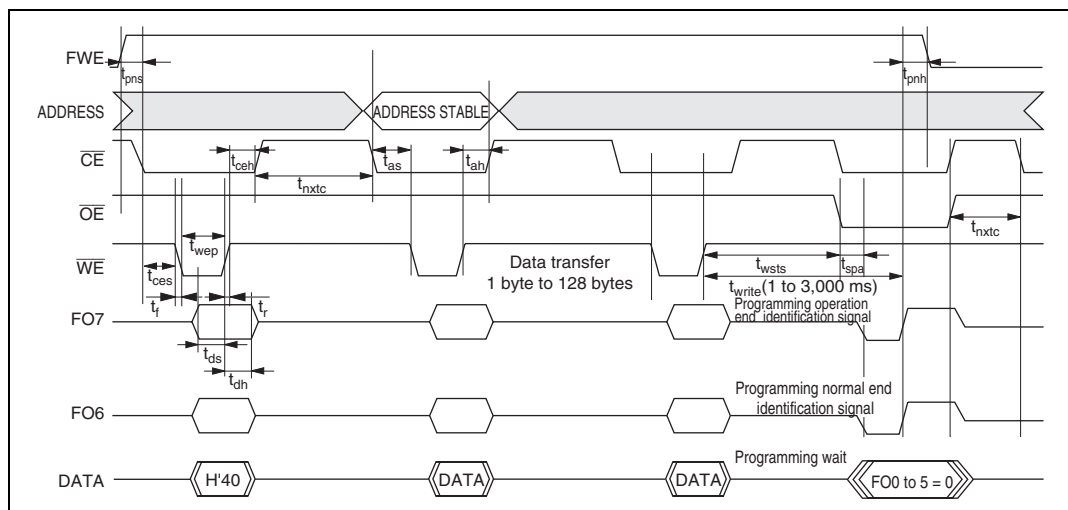 FWE
tpns
tpnh
ADDRESS
ADDRESS STABLE
CE
tceh
tas
tah
tnxtc
OE
tnxtc
twep
WE
tces
Data transfer
1 byte to 128 bytes
twsts
tspa
twrite(1 to 3,000 ms)
tf
tr
Programming operation
end identification signal
FO7
tds
tdh
Programming normal end
identification signal
FO6
Programming wait
DATA
H'40
DATA
DATA
FO0 to 5 = 0